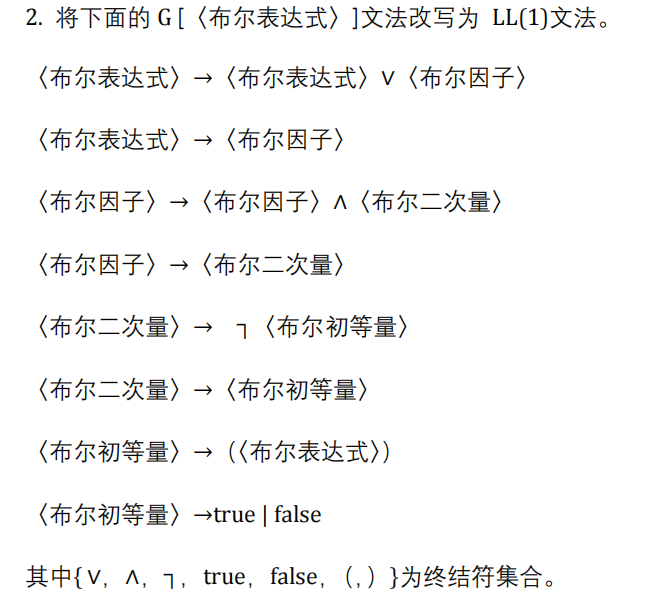 2. 将下面的 G [〈布尔表达式〉]文法改写为 LL(1)文法。
〈布尔表达式〉→〈布尔表达式〉∨〈布尔因子〉
〈布尔表达式〉→〈布尔因子〉
〈布尔因子〉→〈布尔因子〉∧〈布尔二次量〉
〈布尔因子〉→〈布尔二次量〉
〈布尔二次量〉→ ┐〈布尔初等量〉
〈布尔二次量〉→〈布尔初等量〉
〈布尔初等量〉→（〈布尔表达式〉）
〈布尔初等量〉→true | false
其中{∨，∧，┐，true，false，（，）}为终结符集合。